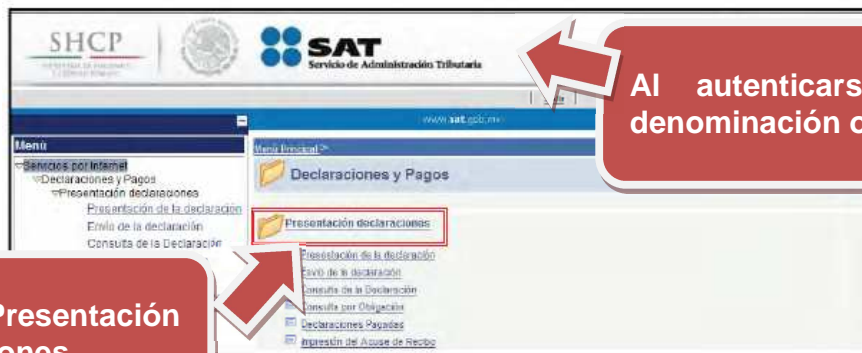 SHCP
SAT
Servicio de Administración Tributaria
Al autenticars
denominación o
www.sat.gob.mx
Menú
Servicios por Internet
Declaraciones y Pagos
Presentación declaraciones
Presentación de la declaración
Envío de la declaración
Consulta de la Declaración
Menú Principal >
Declaraciones y Pagos
Presentación declaraciones
Presentación de la declaración
Envío de la declaración
Consulta de la Declaración
Consulta por Obligación
Declaraciones Pagadas
Impresión del Acuse de Recibo
Presentación
ones